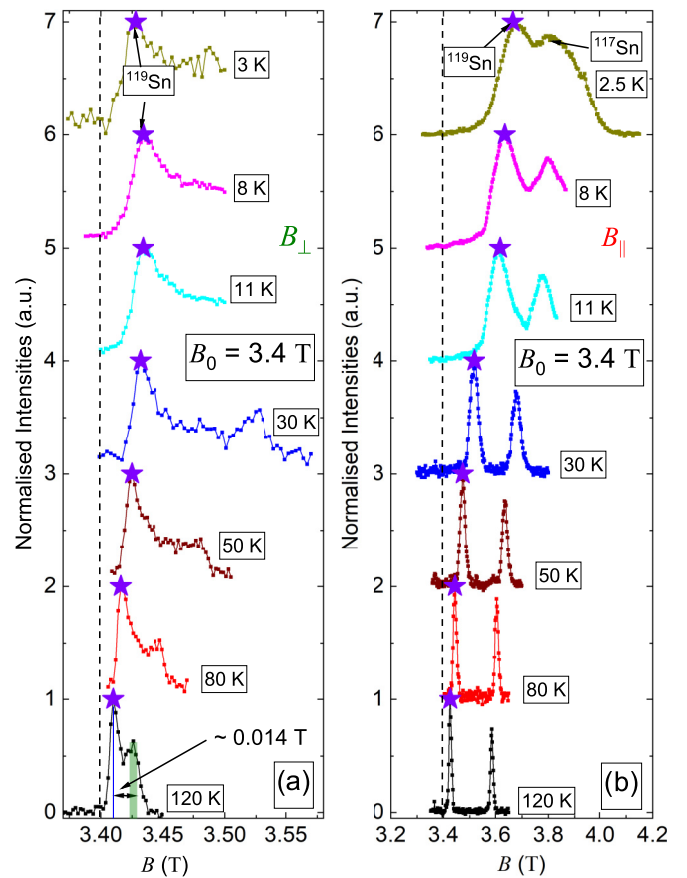 Normalised Intensities (a.u.)
7
6
5
4
3
2
1
0
3 K
¹¹⁹Sn
8 K
B⊥
11 K
B₀ = 3.4 T
30 K
50 K
80 K
~ 0.014 T
120 K
(a)
3.40 3.45 3.50 3.55
B (T)
Normalised Intensities (a.u.)
7
6
5
4
3
2
1
0
¹¹⁹Sn
¹¹⁷Sn
2.5 K
8 K
B∥
11 K
B₀ = 3.4 T
30 K
50 K
80 K
120 K
(b)
3.2 3.4 3.6 3.8 4.0 4.2
B (T)